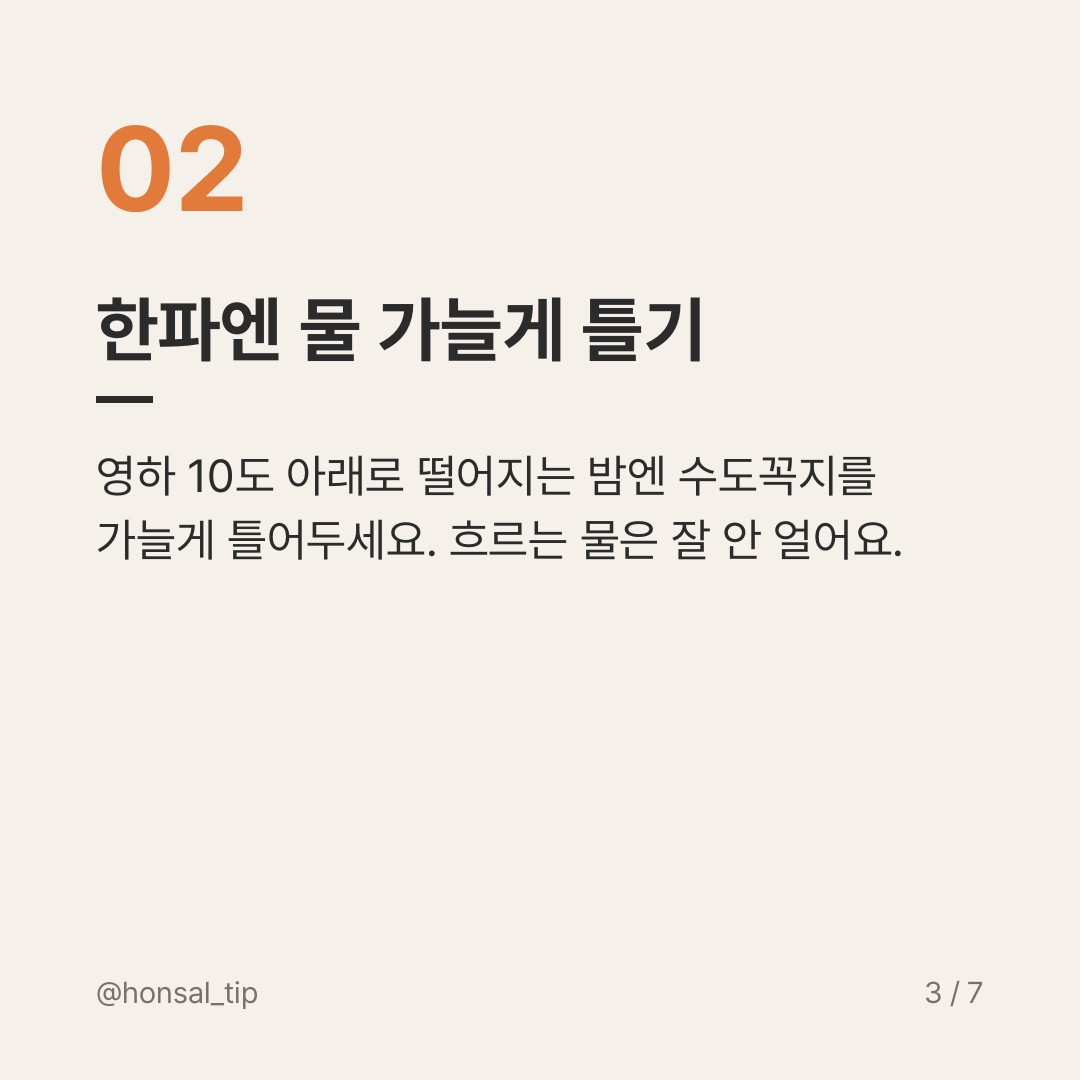 02
한파엔 물 가늘게 틀기
영하 10도 아래로 떨어지는 밤엔 수도꼭지를
가늘게 틀어두세요. 흐르는 물은 잘 안 얼어요.
@honsal_tip
3 / 7